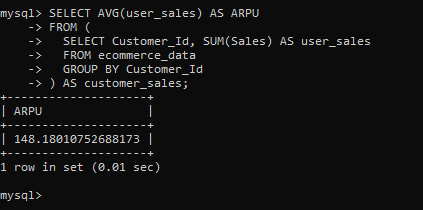 mysql> SELECT AVG(user_sales) AS ARPU
    -> FROM (
    ->   SELECT Customer_Id, SUM(Sales) AS user_sales
    ->   FROM ecommerce_data
    ->   GROUP BY Customer_Id
    -> ) AS customer_sales;
+--------------------+
| ARPU               |
+--------------------+
| 148.18010752688173 |
+--------------------+
1 row in set (0.01 sec)
mysql>